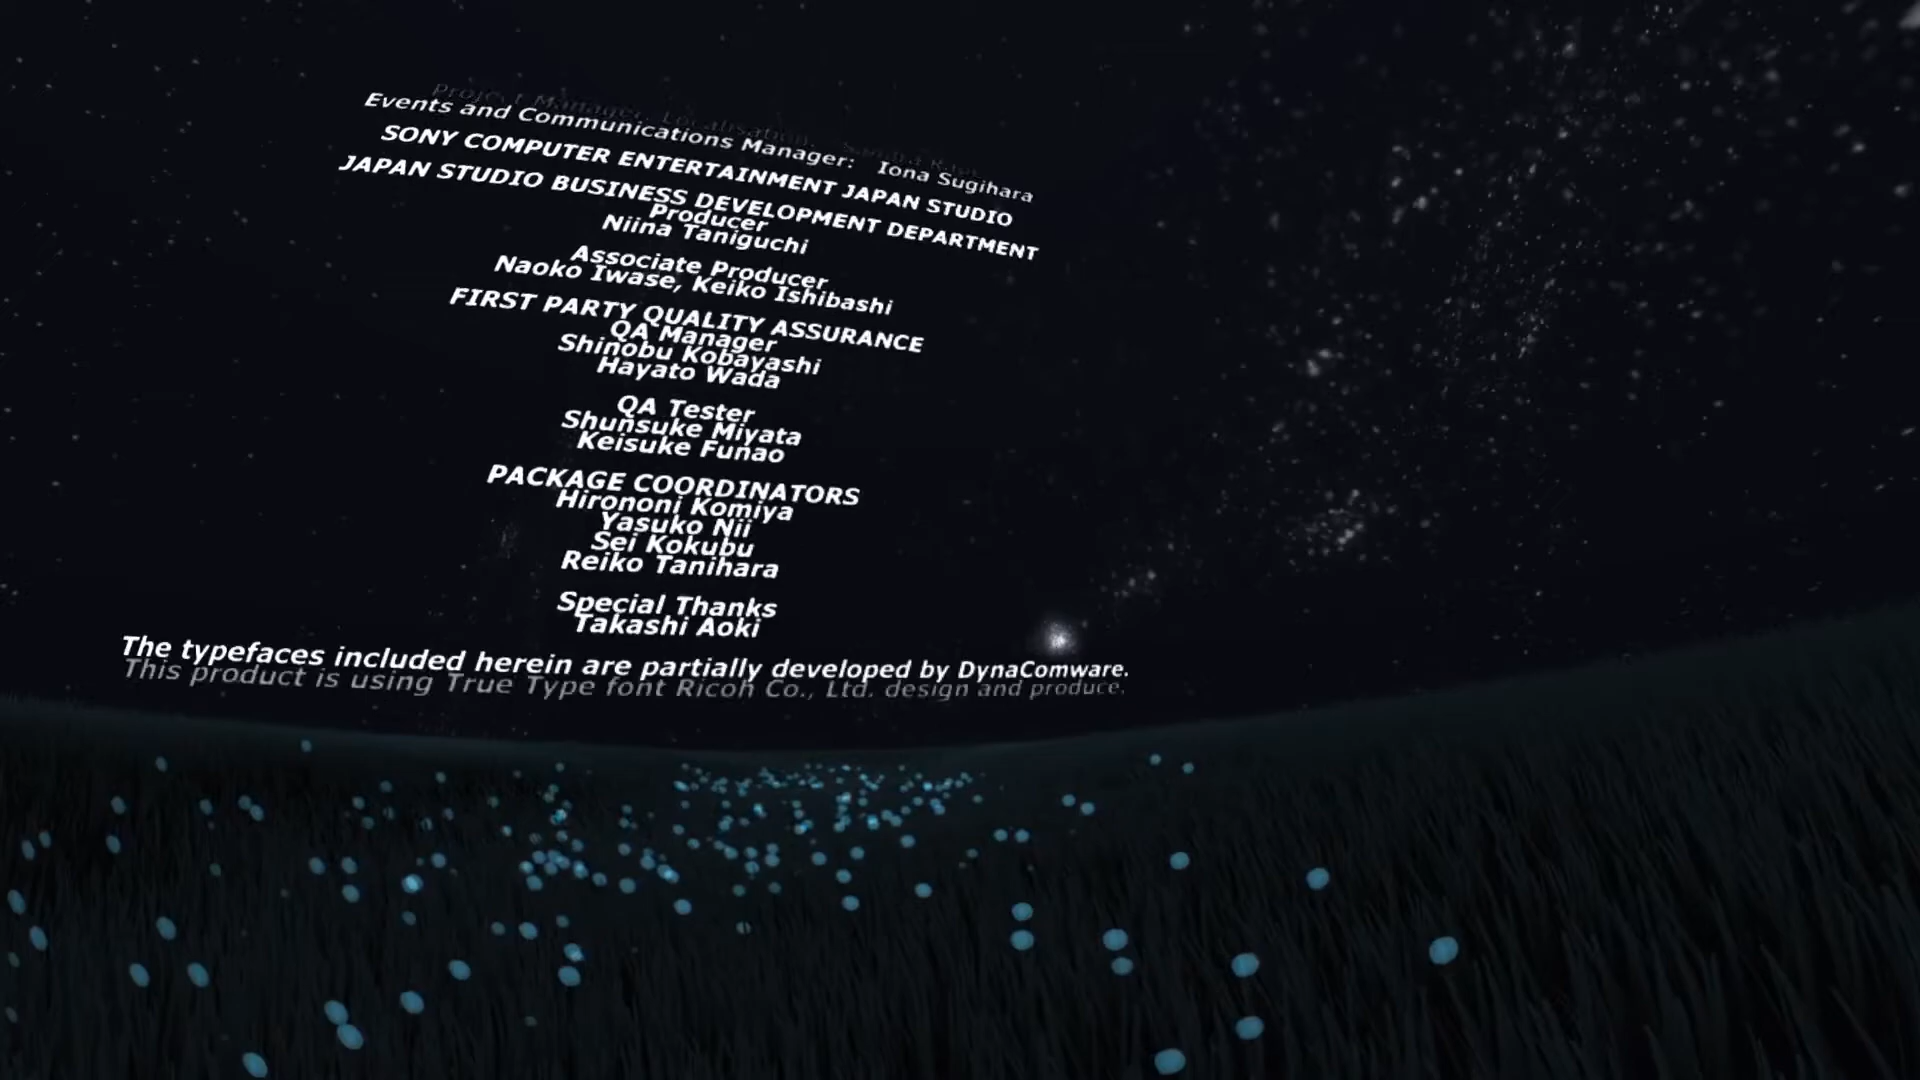 Project Manager, Localisation:
Events and Communications Manager: Iona Sugihara
SONY COMPUTER ENTERTAINMENT JAPAN STUDIO
JAPAN STUDIO BUSINESS DEVELOPMENT DEPARTMENT
Producer
Niina Taniguchi
Associate Producer
Naoko Iwase, Keiko Ishibashi
FIRST PARTY QUALITY ASSURANCE
QA Manager
Shinobu Kobayashi
Hayato Wada
QA Tester
Shunsuke Miyata
Keisuke Funao
PACKAGE COORDINATORS
Hirononi Komiya
Yasuko Nii
Sei Kokubu
Reiko Tanihara
Special Thanks
Takashi Aoki
The typefaces included herein are partially developed by DynaComware.
This product is using True Type font Ricoh Co., Ltd. design and produce.